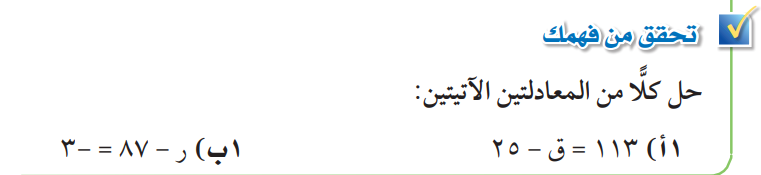 تحقق من فهمك
حل كلًّا من المعادلتين الآتيتين:
١أ) ١١٣ = ق - ٢٥ ١ب) ر - ٨٧ = -٣